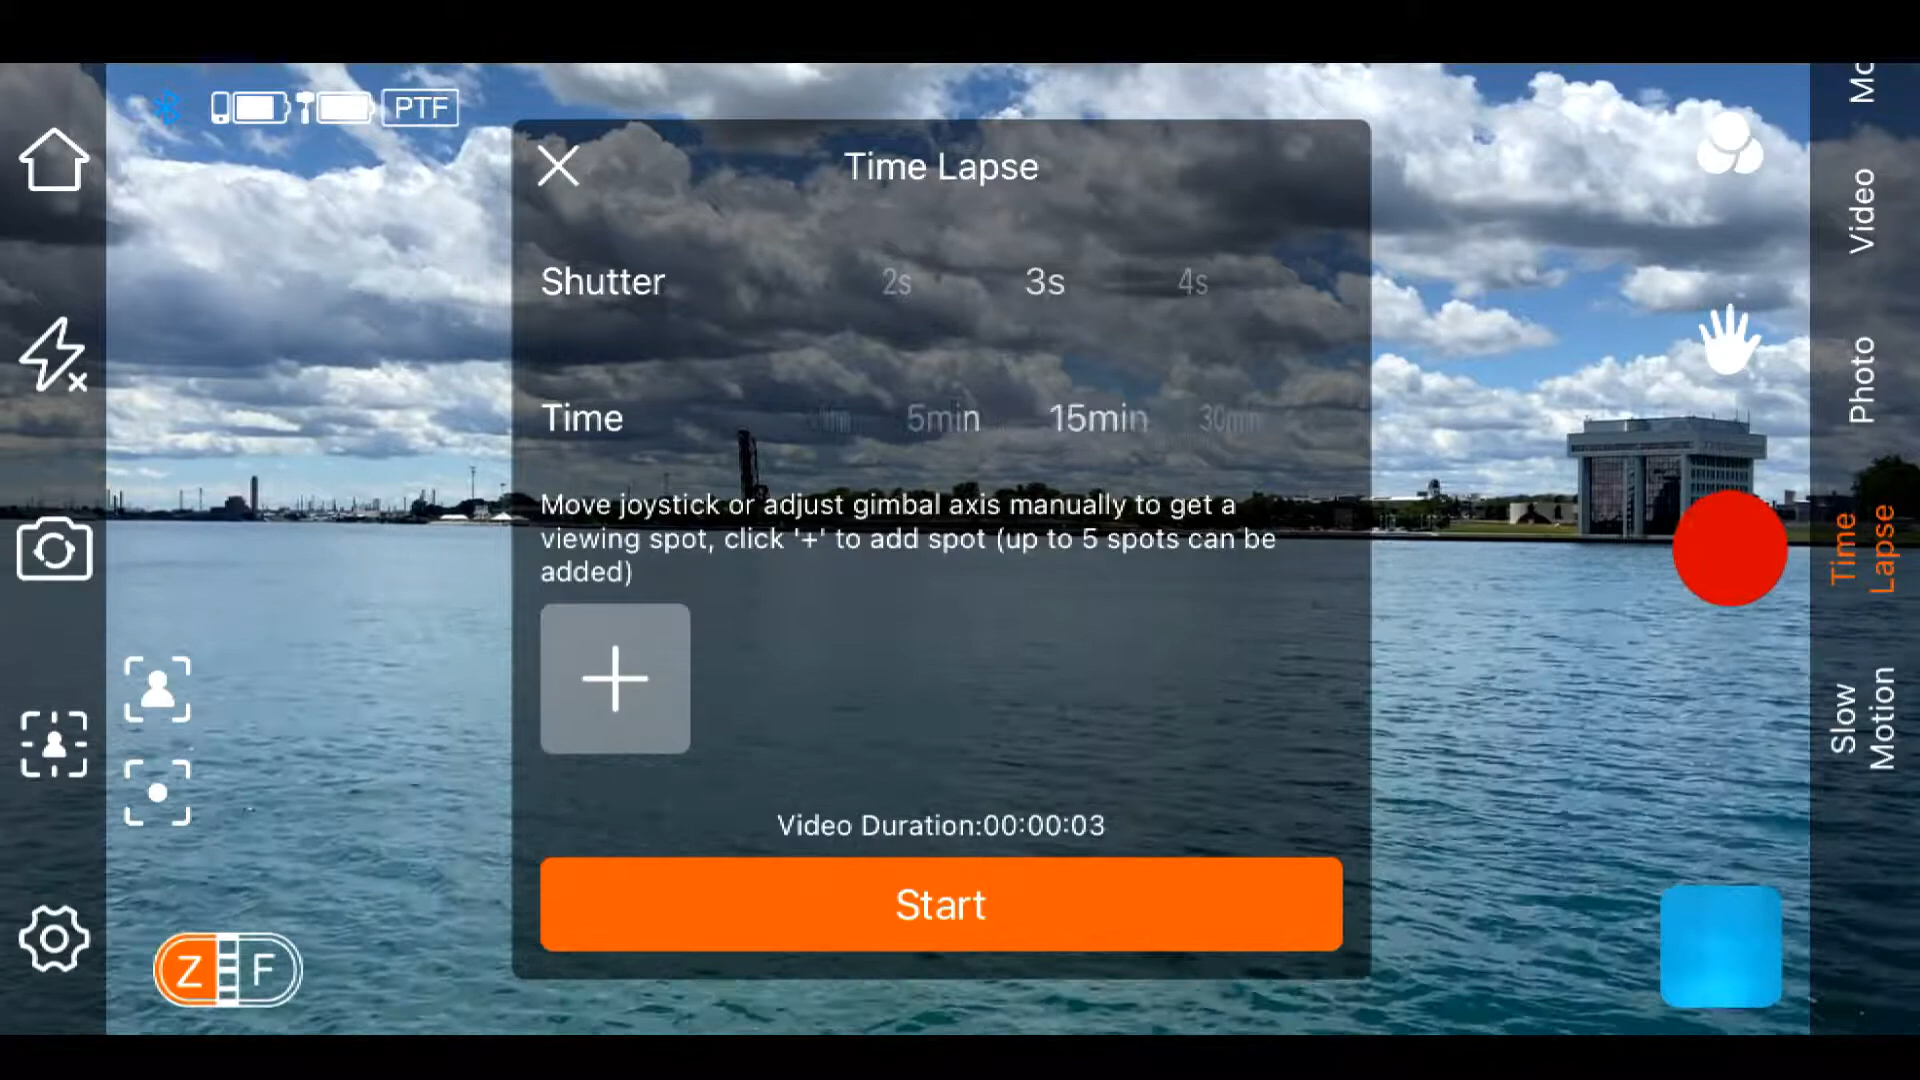 PTF
Time Lapse
Shutter 2s 3s 4s
Time 5min 15min 30min
Move joystick or adjust gimbal axis manually to get a
viewing spot, click '+' to add spot (up to 5 spots can be
added)
Video Duration:00:00:03
Start
Z F
Video
Photo
Time
Lapse
Slow
Motion